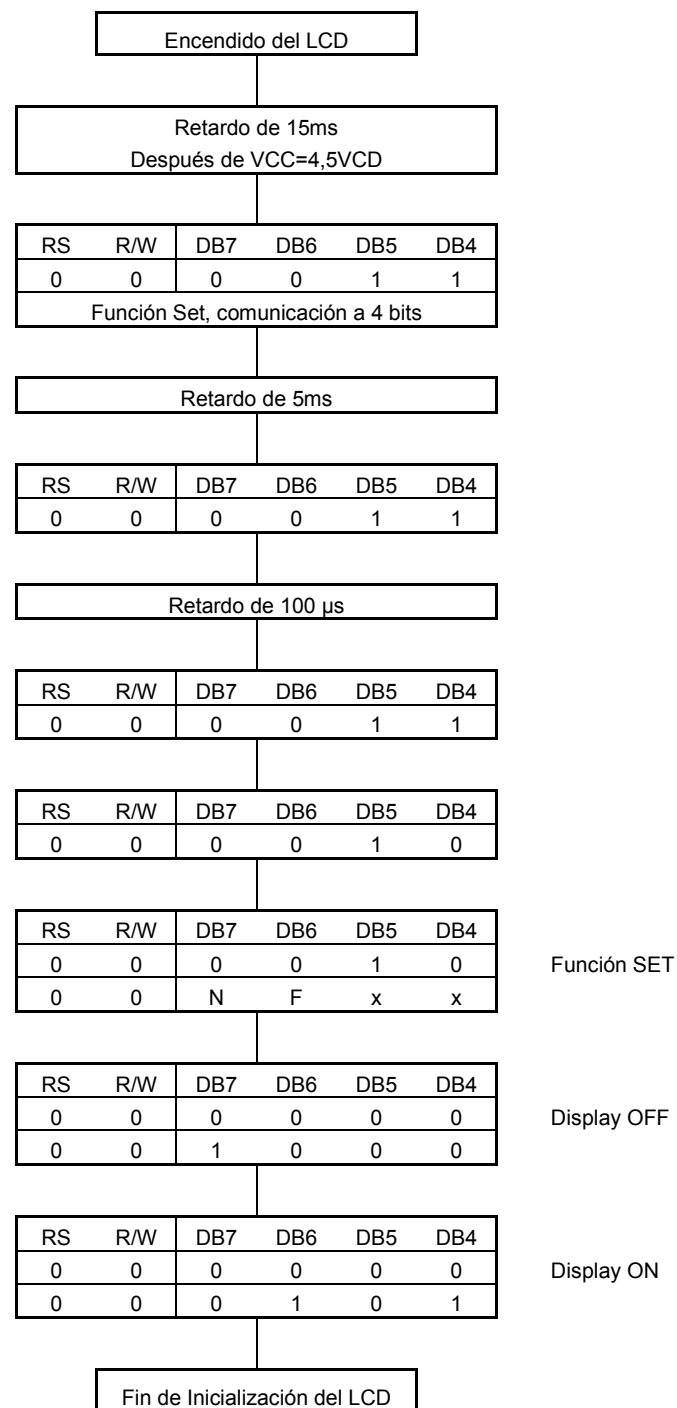 Encendido del LCD
Retardo de 15ms
Después de VCC=4,5VCD
RS R/W DB7 DB6 DB5 DB4
0 0 0 0 1 1
Función Set, comunicación a 4 bits
Retardo de 5ms
RS R/W DB7 DB6 DB5 DB4
0 0 0 0 1 1
Retardo de 100 µs
RS R/W DB7 DB6 DB5 DB4
0 0 0 0 1 1
RS R/W DB7 DB6 DB5 DB4
0 0 0 0 1 0
RS R/W DB7 DB6 DB5 DB4
0 0 0 0 1 0 Función SET
0 0 N F x x
RS R/W DB7 DB6 DB5 DB4
0 0 0 0 0 0 Display OFF
0 0 1 0 0 0
RS R/W DB7 DB6 DB5 DB4
0 0 0 0 0 0 Display ON
0 0 0 1 0 1
Fin de Inicialización del LCD